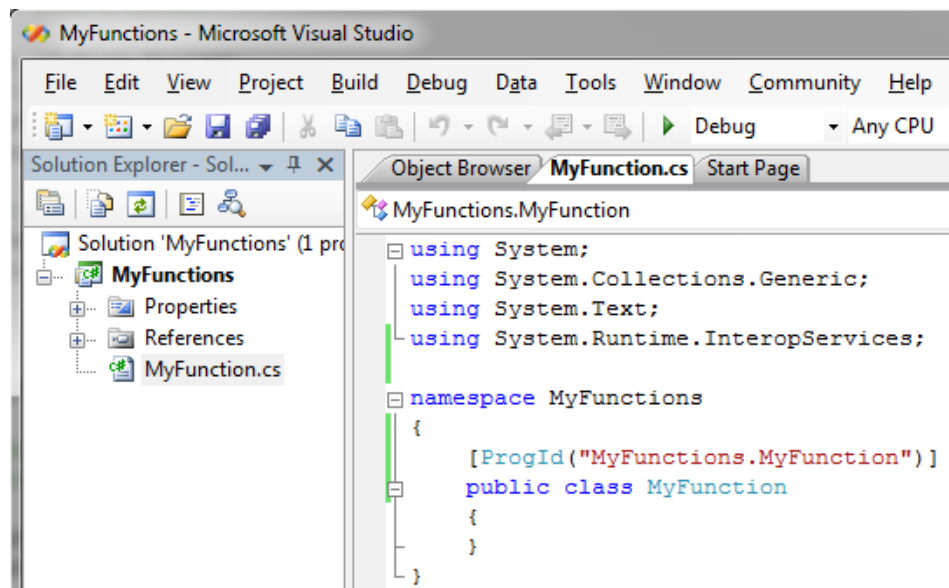 MyFunctions - Microsoft Visual Studio
File Edit View Project Build Debug Data Tools Window Community Help
Debug Any CPU
Solution Explorer - Sol...
Object Browser MyFunction.cs Start Page
MyFunctions.MyFunction
Solution 'MyFunctions' (1 pro
MyFunctions
Properties
References
MyFunction.cs
using System;
using System.Collections.Generic;
using System.Text;
using System.Runtime.InteropServices;
namespace MyFunctions
{
[ProgId("MyFunctions.MyFunction")]
public class MyFunction
{
}
}